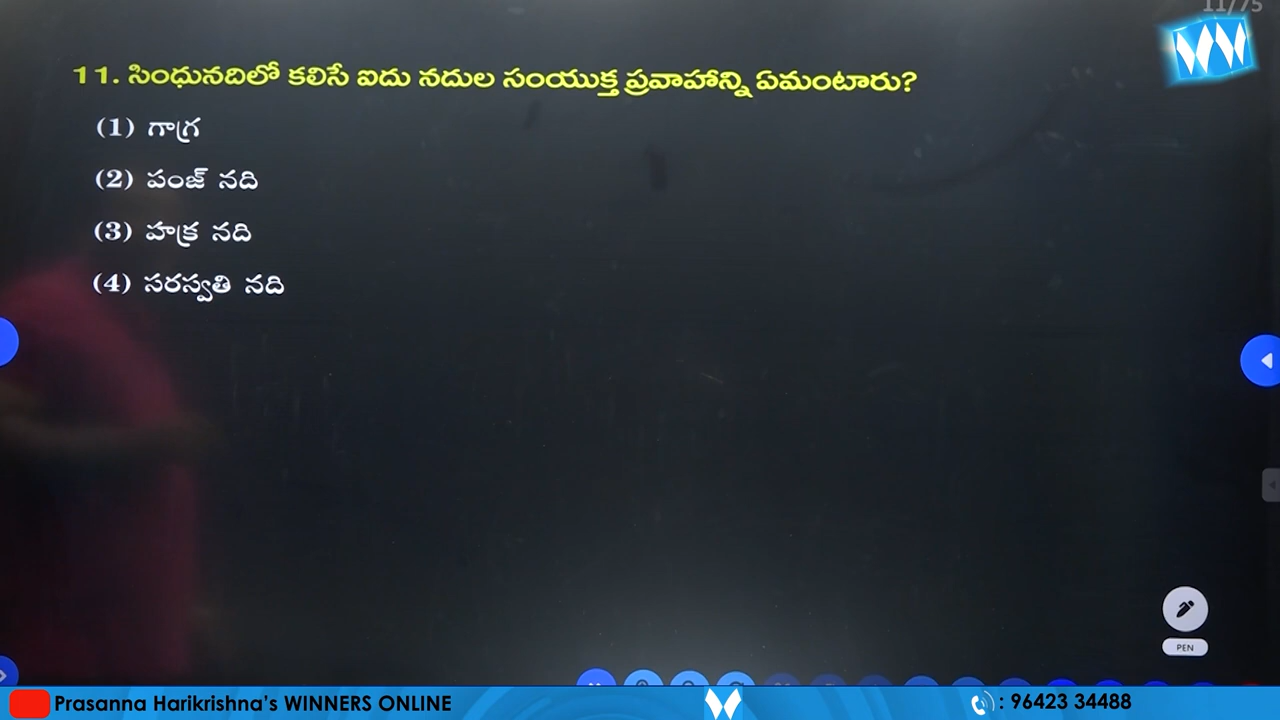 11/75
11. సింధునదిలో కలిసే ఐదు నదుల సంయుక్త ప్రవాహాన్ని ఏమంటారు?
(1) గాగ్ర
(2) పంజ్ నది
(3) హక్ర నది
(4) సరస్వతి నది
PEN
Prasanna Harikrishna's WINNERS ONLINE
: 96423 34488